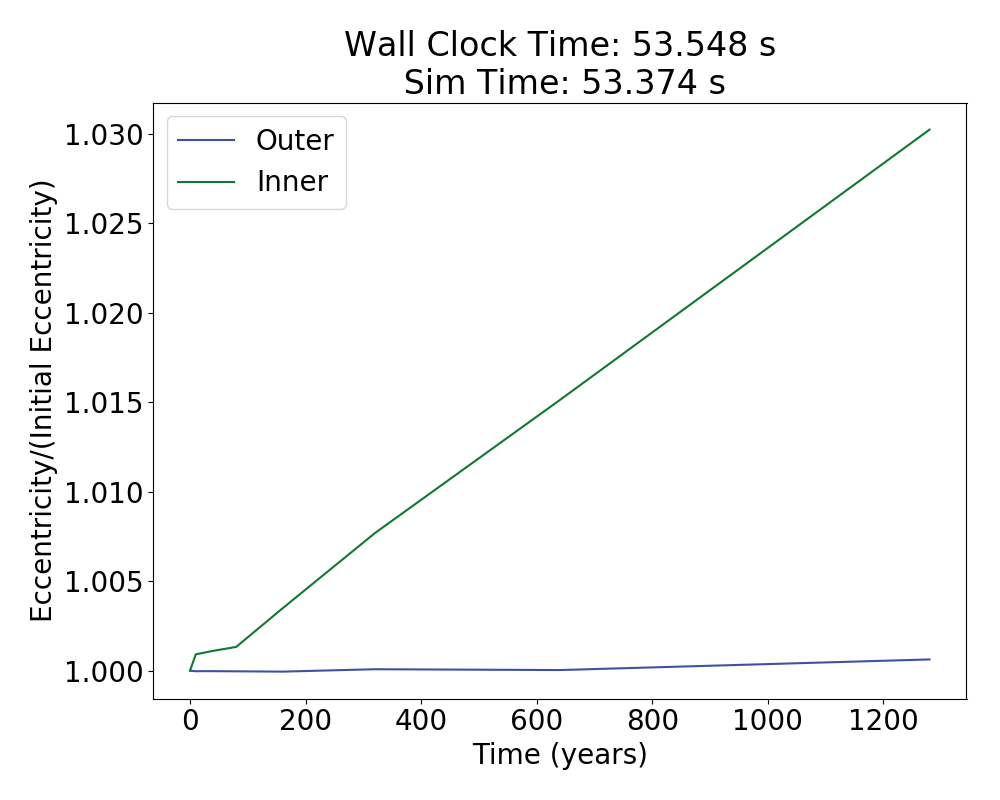 Wall Clock Time: 53.548 s
Sim Time: 53.374 s
Outer
Inner
Eccentricity/(Initial Eccentricity)
1.030
1.025
1.020
1.015
1.010
1.005
1.000
0 200 400 600 800 1000 1200
Time (years)